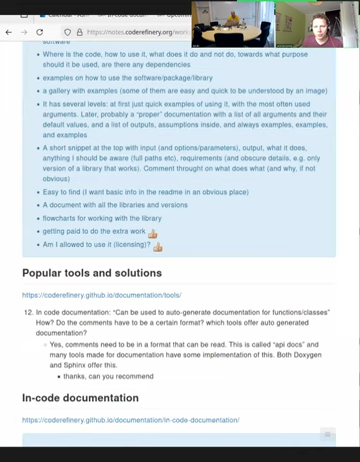 Calendar
In-code docum
Upcoming
https://notes.coderefinery.org/work
software
• Where is the code, how to use it, what does it do and not do, towards what purpose
should it be used, are there any dependencies
• examples on how to use the software/package/library
• a gallery with examples (some of them are easy and quick to be understood by an image)
• It has several levels: at first just quick examples of using it, with the most often used
arguments. Later, probably a "proper" documentation with a list of all arguments and their
default values, and a list of outputs, assumptions inside, and always examples, examples,
and examples
• A short snippet at the top with input (and options/parameters), output, what it does,
anything I should be aware (full paths etc), requirements (and obscure details, e.g. only
version of a library that works). Comment throught on what does what (and why, if not
obvious)
• Easy to find (I want basic info in the readme in an obvious place)
• A document with all the libraries and versions
• flowcharts for working with the library
• getting paid to do the extra work 👍
• Am I allowed to use it (licensing)? 👍
Popular tools and solutions
https://coderefinery.github.io/documentation/tools/
12. In code documentation: "Can be used to auto-generate documentation for functions/classes"
How? Do the comments have to be a certain format? which tools offer auto generated
documentation?
Yes, comments need to be in a format that can be read. This is called "api docs" and
many tools made for documentation have some implementation of this. Both Doxygen
and Sphinx offer this.
▪ thanks, can you recommend
In-code documentation
https://coderefinery.github.io/documentation/in-code-documentation/